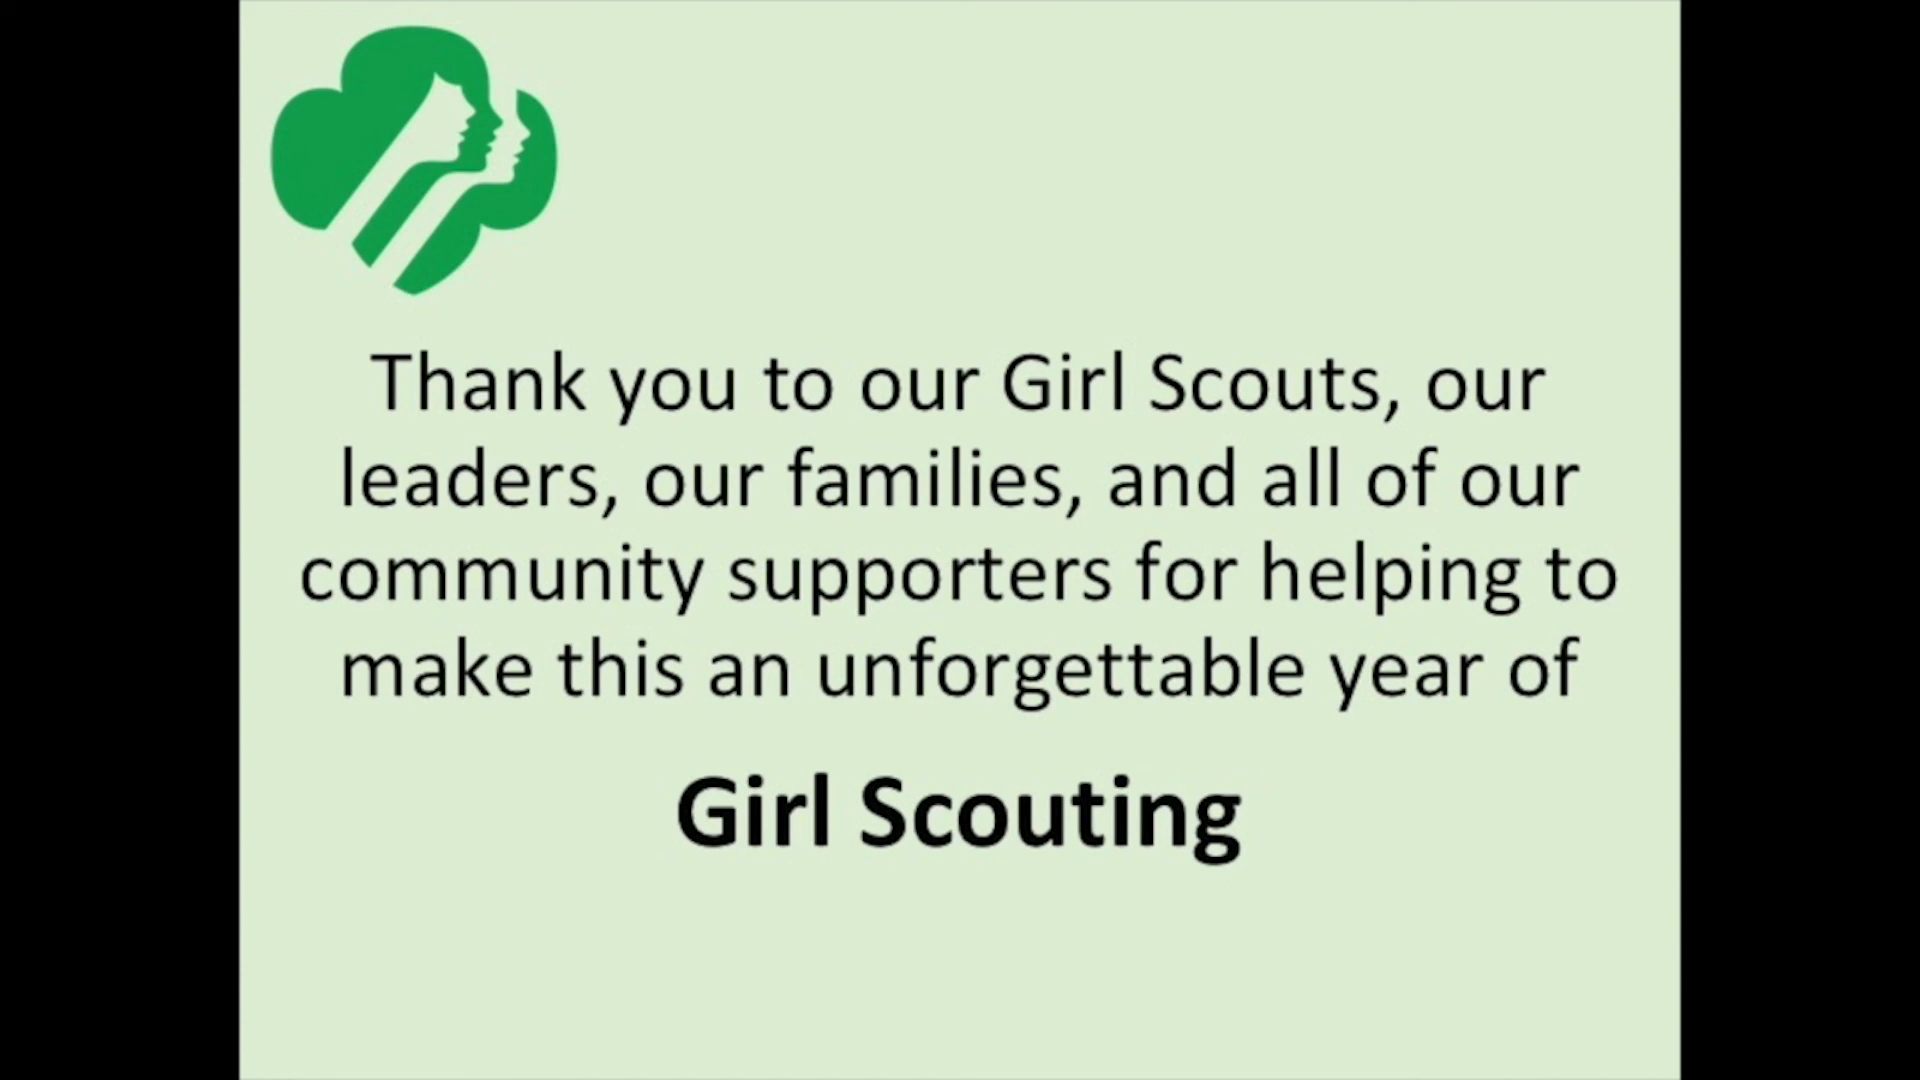 Thank you to our Girl Scouts, our
leaders, our families, and all of our
community supporters for helping to
make this an unforgettable year of
Girl Scouting